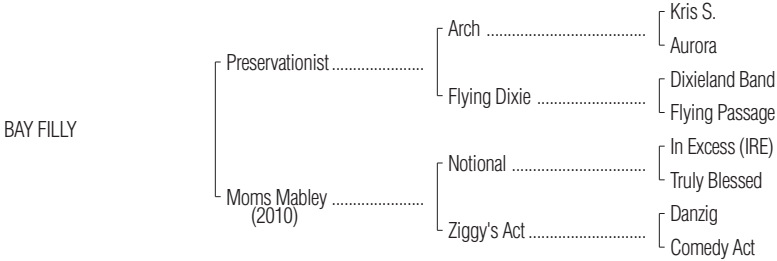 Kris S.
Arch
Aurora
Preservationist
Dixieland Band
Flying Dixie
Flying Passage
BAY FILLY
In Excess (IRE)
Notional
Truly Blessed
Moms Mabley
(2010)
Danzig
Ziggy's Act
Comedy Act